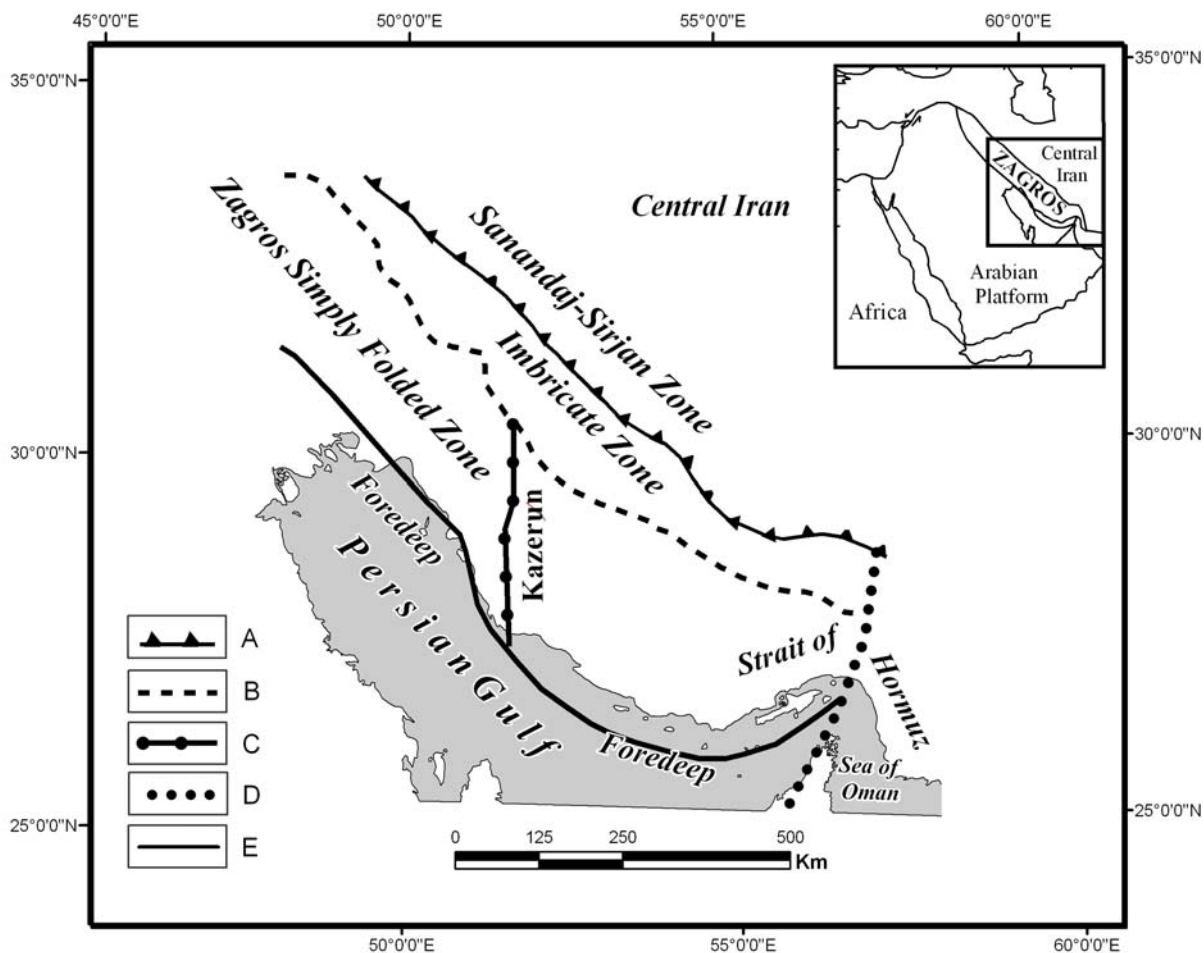 45°0'0"E
50°0'0"E
55°0'0"E
60°0'0"E
35°0'0"N
35°0'0"N
Central
Iran
ZAGROS
Arabian
Platform
Africa
Central Iran
Sanandaj-Sirjan Zone
Zagros Simply Folded Zone
Imbricate Zone
30°0'0"N
30°0'0"N
Foredeep
Kazerun
Persian Gulf
Strait of
Hormuz
Foredeep
Sea of
Oman
A
B
C
D
E
25°0'0"N
25°0'0"N
0
125
250
500
Km
50°0'0"E
55°0'0"E
60°0'0"E